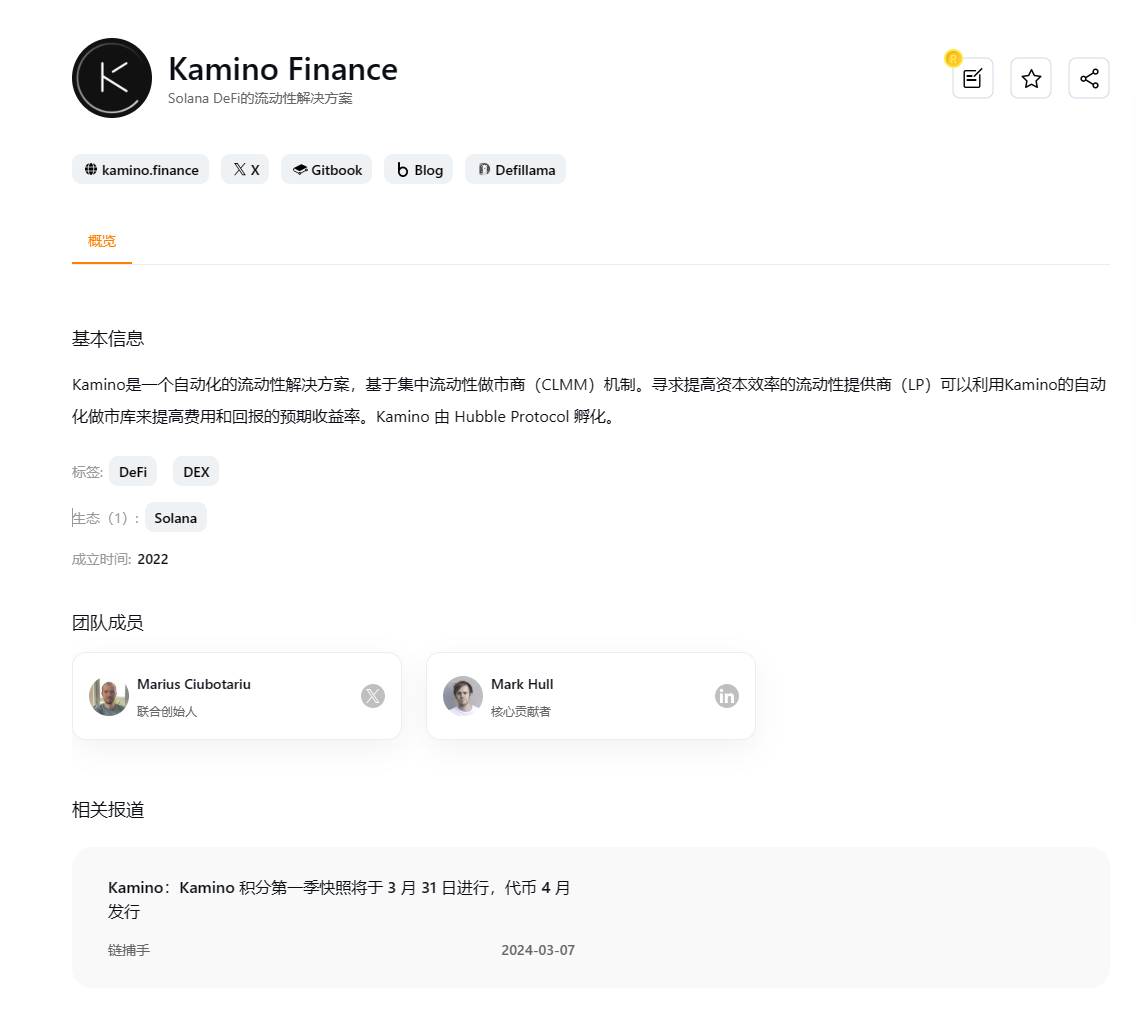 Kamino Finance
Solana DeFi的流动性解决方案
R
kamino.finance
X
Gitbook
Blog
Defillama
概览
基本信息
Kamino是一个自动化的流动性解决方案，基于集中流动性做市商（CLMM）机制。寻求提高资本效率的流动性提供商（LP）可以利用Kamino的自动
化做市库来提高费用和回报的预期收益率。Kamino 由 Hubble Protocol 孵化。
标签: DeFi DEX
生态（1）: Solana
成立时间: 2022
团队成员
Marius Ciubotariu
联合创始人
Mark Hull
核心贡献者
相关报道
Kamino：Kamino 积分第一季快照将于 3 月 31 日进行，代币 4 月
发行
链捕手 2024-03-07